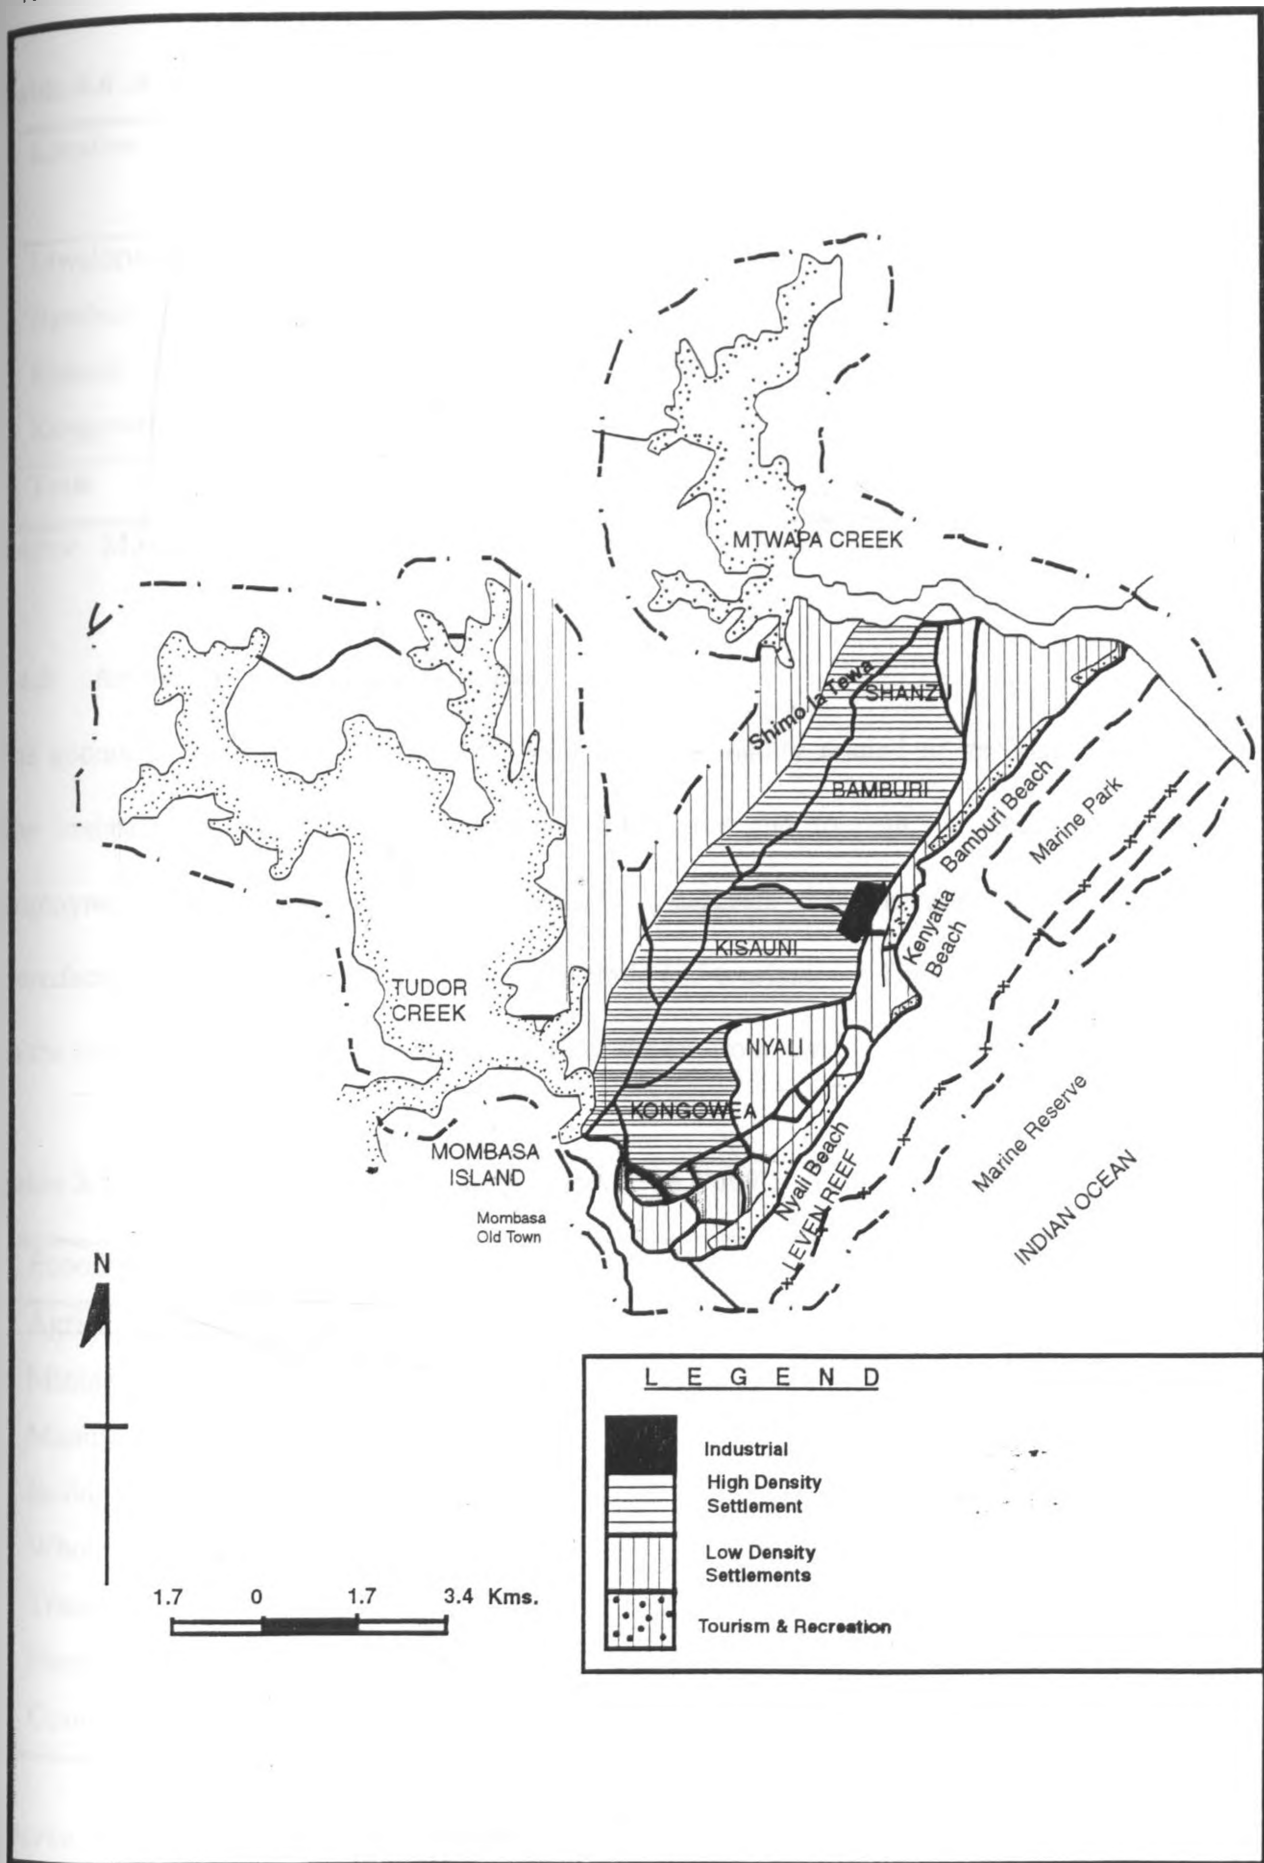 MTWAPA CREEK
Shimo la Tewa
SHANZU
BAMBURI
Bamburi Beach
Marine Park
Kenyatta
Beach
KISAUNI
TUDOR
CREEK
NYALI
KONGOWEA
MOMBASA
ISLAND
Mombasa
Old Town
Nyali Beach
LEVEN REEF
Marine Reserve
INDIAN OCEAN
N
LEGEND
Industrial
High Density
Settlement
Low Density
Settlements
Tourism & Recreation
1.7 0 1.7 3.4 Kms.